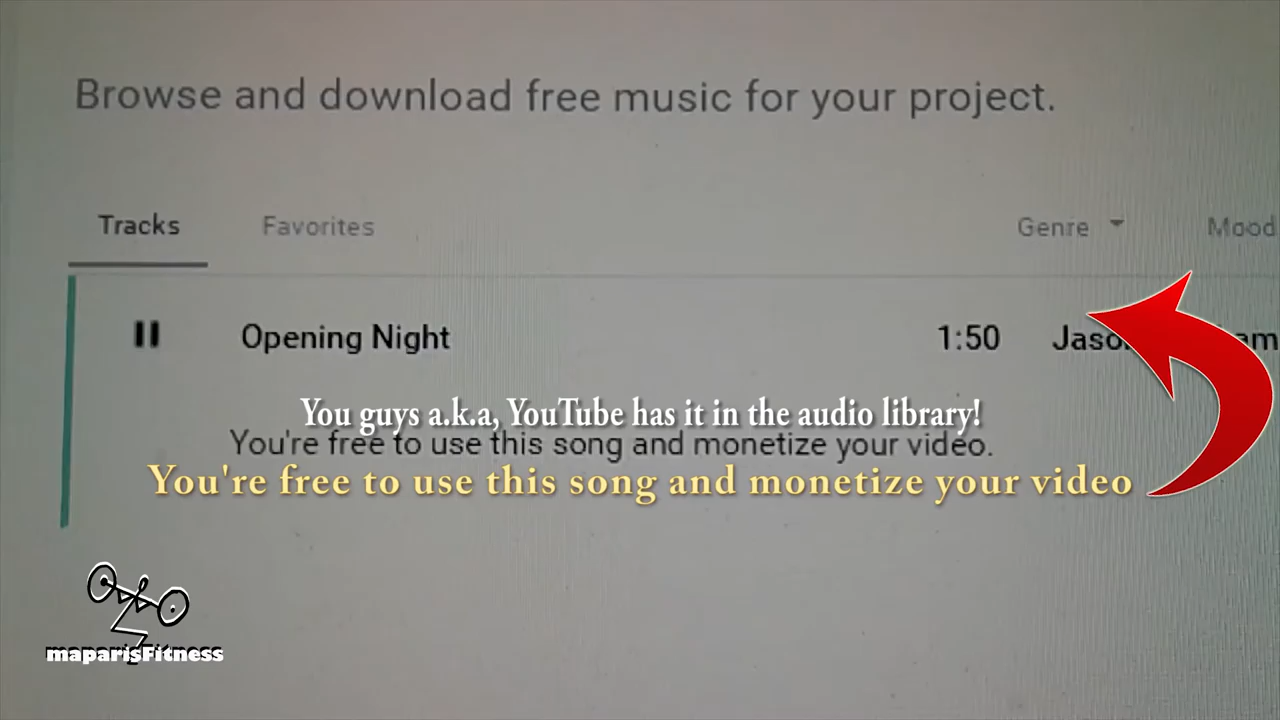 Browse and download free music for your project.
Tracks Favorites Genre Mood
Opening Night 1:50
You guys a.k.a, YouTube has it in the audio library!
You're free to use this song and monetize your video.
You're free to use this song and monetize your video
maparisFitness